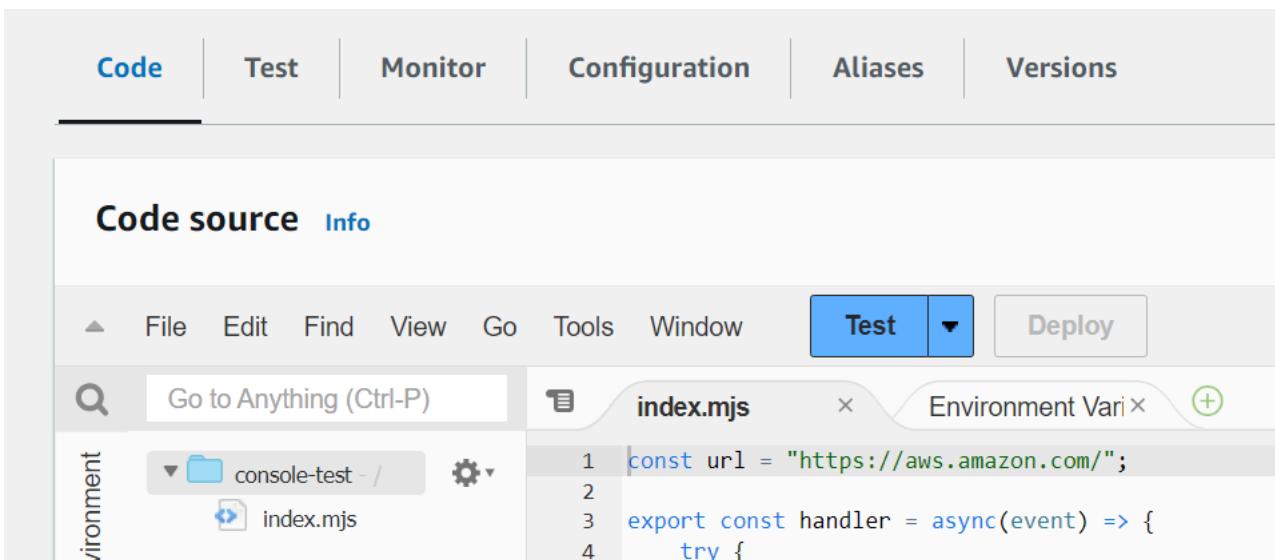 Code Test Monitor Configuration Aliases Versions
Code source Info
File Edit Find View Go Tools Window Test Deploy
Go to Anything (Ctrl-P) index.mjs × Environment Vari ×
console-test - /
index.mjs
vironment
1 const url = "https://aws.amazon.com/";
2
3 export const handler = async(event) => {
4 try {